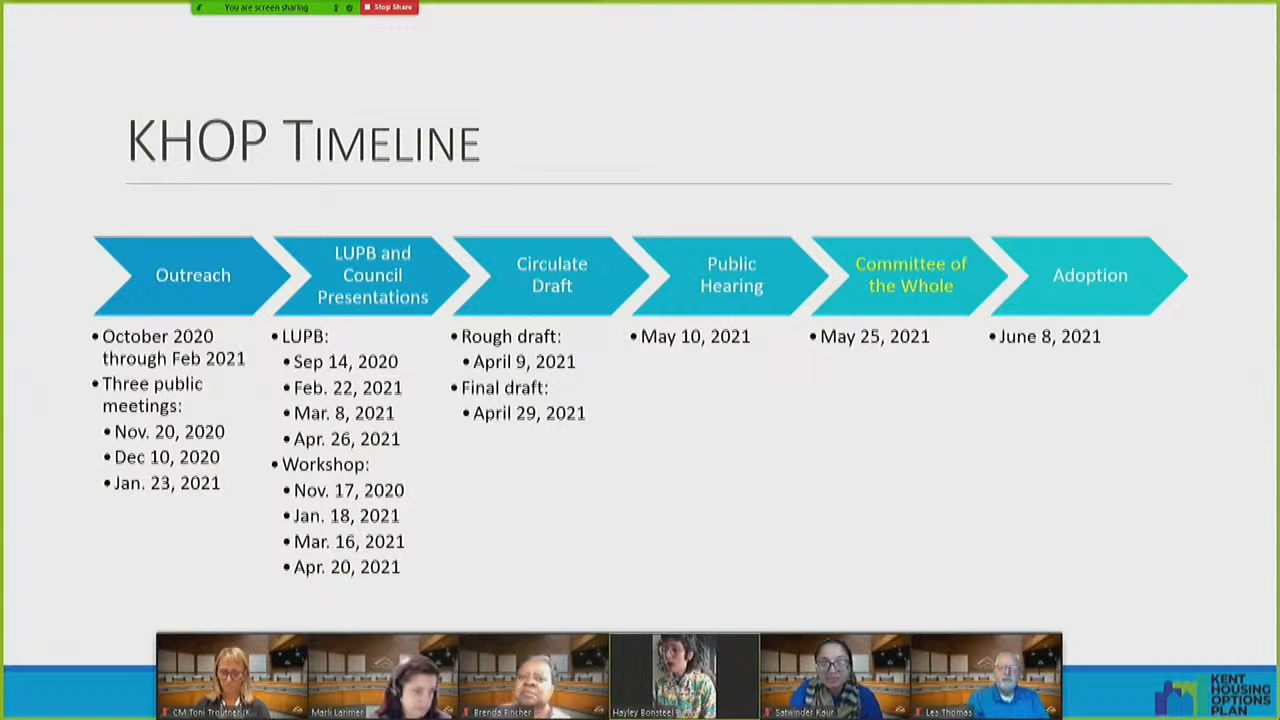 You are screen sharing
Stop Share
KHOP TIMELINE
Outreach
LUPB and
Council
Presentations
Circulate
Draft
Public
Hearing
Committee of
the Whole
Adoption
•October 2020
through Feb 2021
•Three public
meetings:
•Nov. 20, 2020
•Dec 10, 2020
•Jan. 23, 2021
•LUPB:
•Sep 14, 2020
•Feb. 22, 2021
•Mar. 8, 2021
•Apr. 26, 2021
•Workshop:
•Nov. 17, 2020
•Jan. 18, 2021
•Mar. 16, 2021
•Apr. 20, 2021
•Rough draft:
•April 9, 2021
•Final draft:
•April 29, 2021
•May 10, 2021
•May 25, 2021
•June 8, 2021
CM Toni Troutner (K...
Marli Larimer
Brenda Fincher
Hayley Bonsteel
Satwinder Kaur
Les Thomas
KENT
HOUSING
OPTIONS
PLAN